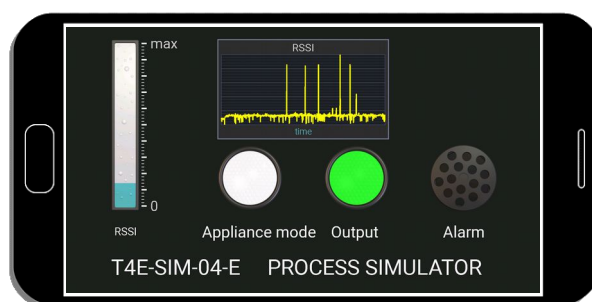 max
RSSI
time
0
RSSI
Appliance mode
Output
Alarm
T4E-SIM-04-E PROCESS SIMULATOR